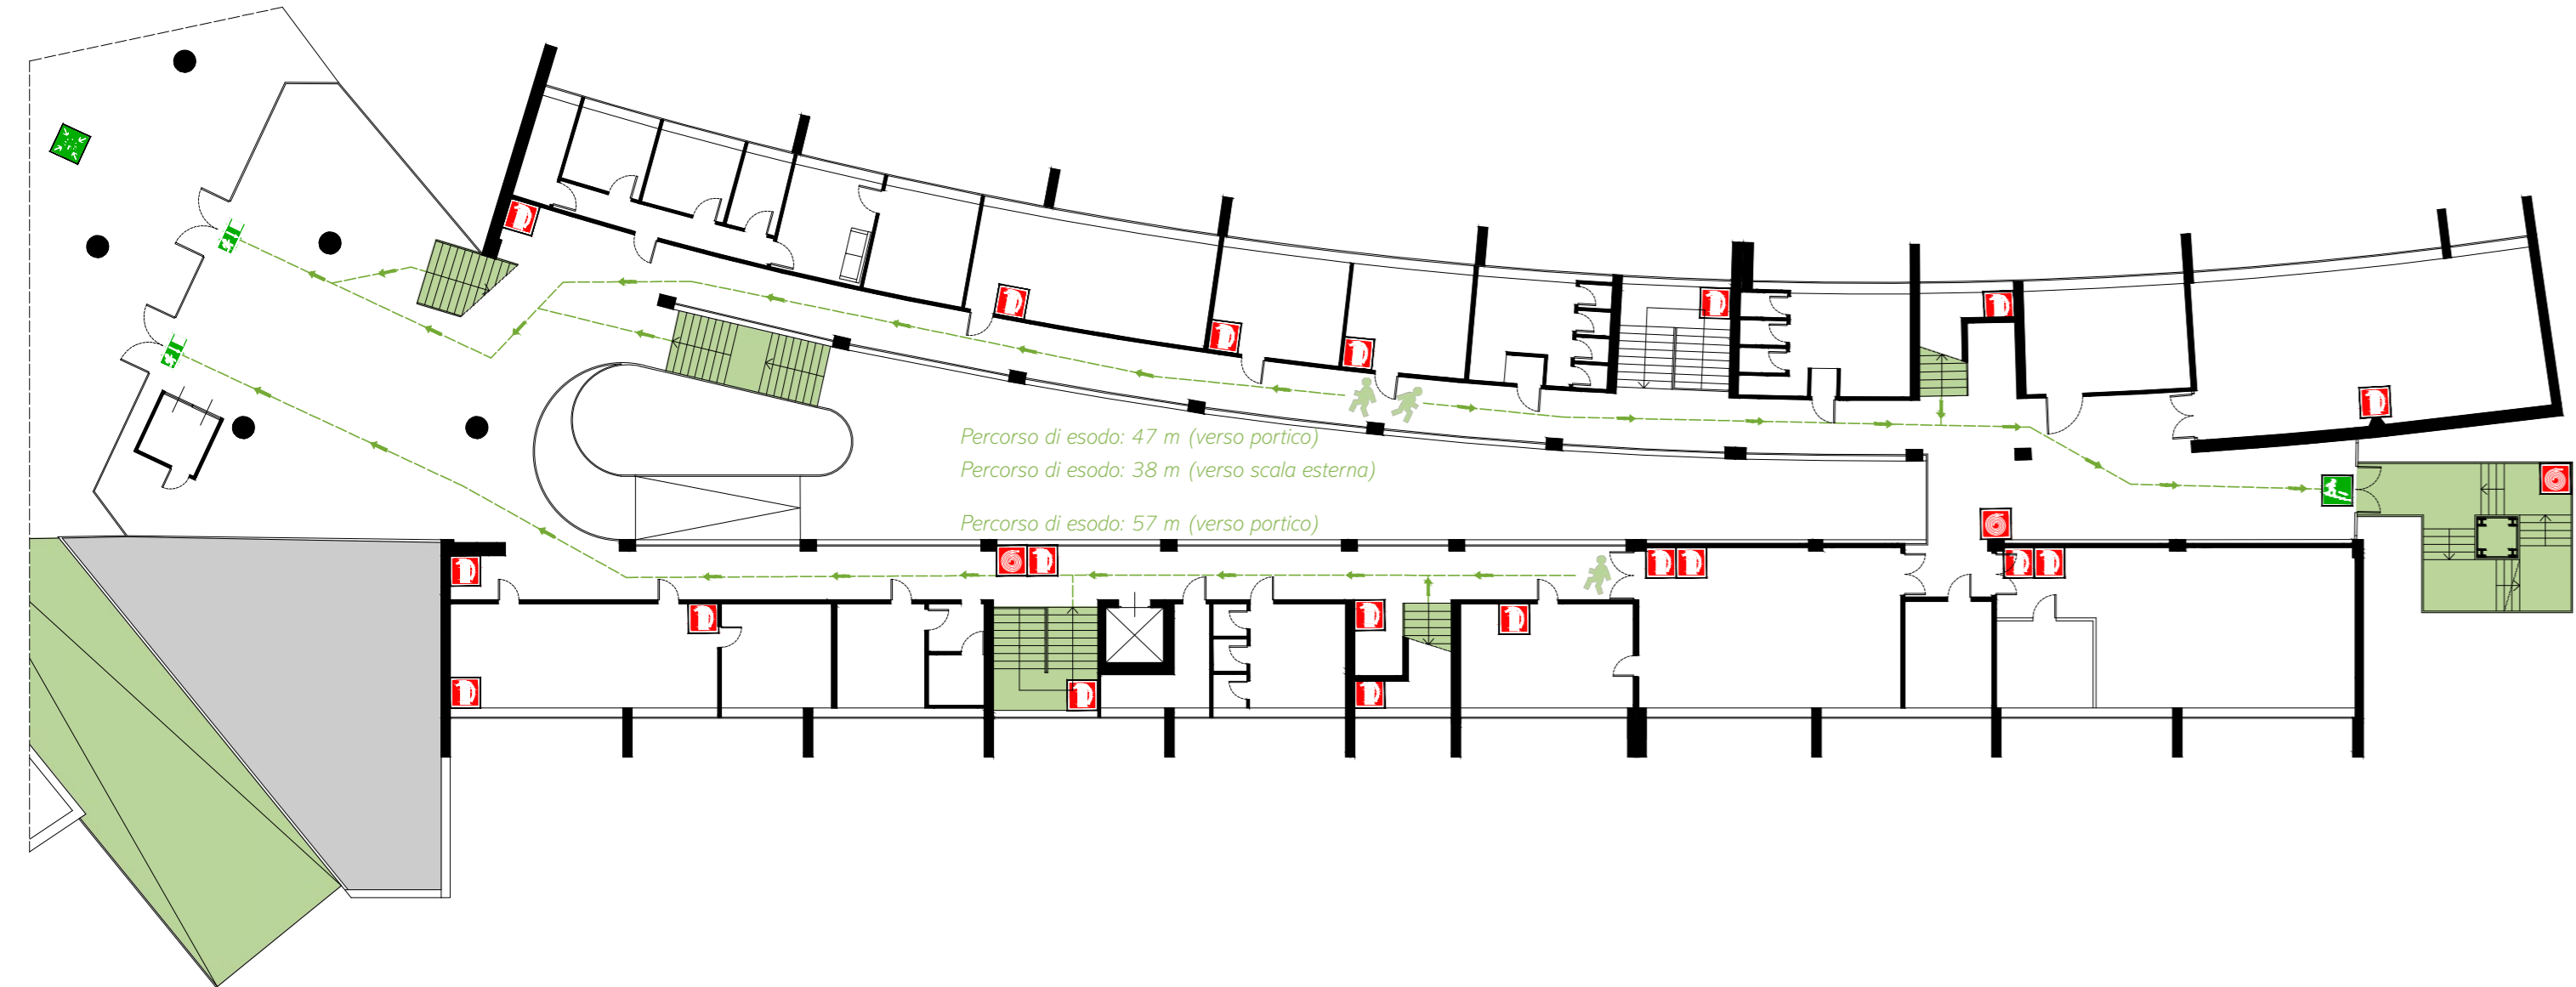 Percorso di esodo: 47 m (verso portico)
Percorso di esodo: 38 m (verso scala esterna)
Percorso di esodo: 57 m (verso portico)